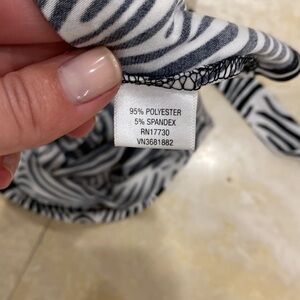 95% POLYESTER
5% SPANDEX
RN17730
VN3681882